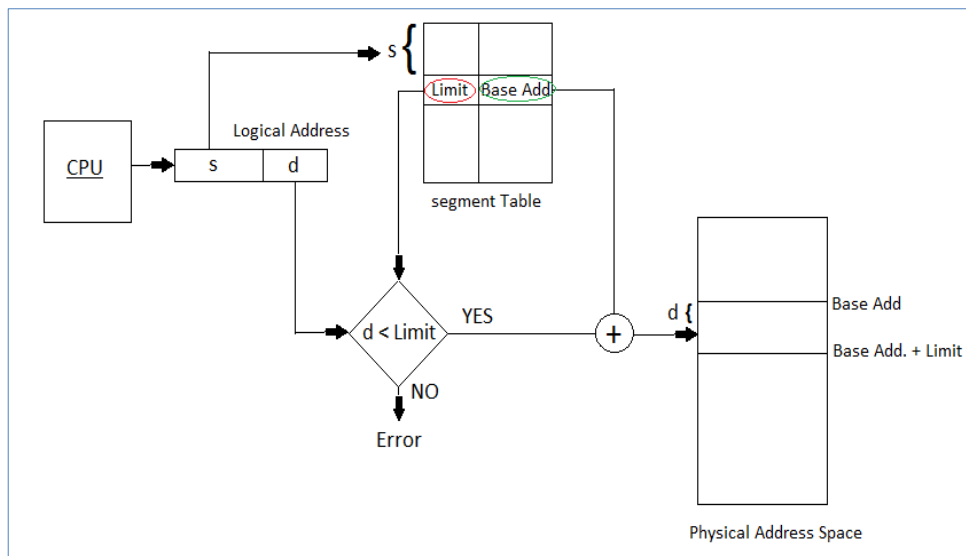 s {
Limit
Base Add
Logical Address
CPU
s
d
segment Table
Base Add
d {
YES
d < Limit
+
Base Add. + Limit
NO
Error
Physical Address Space